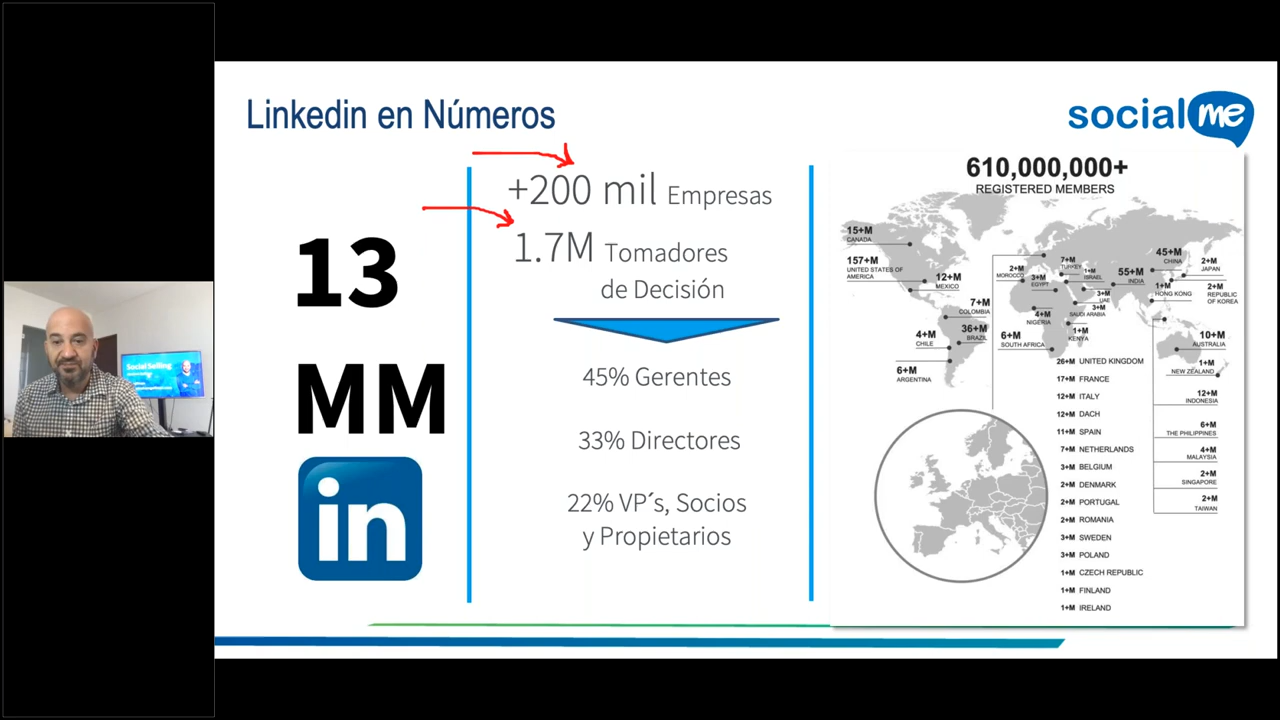 Linkedin en Números
social me
13
MM
in
+200 mil Empresas
1.7M Tomadores
de Decisión
45% Gerentes
33% Directores
22% VP´s, Socios
y Propietarios
610,000,000+
REGISTERED MEMBERS
15+M
CANADA
157+M
UNITED STATES OF
AMERICA
12+M
MEXICO
7+M
COLOMBIA
4+M
CHILE
36+M
BRAZIL
6+M
ARGENTINA
2+M
MOROCCO
3+M
EGYPT
7+M
TURKEY
1+M
ISRAEL
3+M
UAE
3+M
SAUDI ARABIA
4+M
NIGERIA
1+M
KENYA
6+M
SOUTH AFRICA
55+M
INDIA
45+M
CHINA
1+M
HONG KONG
2+M
JAPAN
2+M
REPUBLIC
OF KOREA
10+M
AUSTRALIA
1+M
NEW ZEALAND
26+M UNITED KINGDOM
17+M FRANCE
12+M ITALY
12+M DACH
11+M SPAIN
7+M NETHERLANDS
3+M BELGIUM
2+M DENMARK
2+M PORTUGAL
2+M ROMANIA
3+M SWEDEN
3+M POLAND
1+M CZECH REPUBLIC
1+M FINLAND
1+M IRELAND
12+M
INDONESIA
6+M
THE PHILIPPINES
4+M
MALAYSIA
2+M
SINGAPORE
2+M
TAIWAN
Social Selling